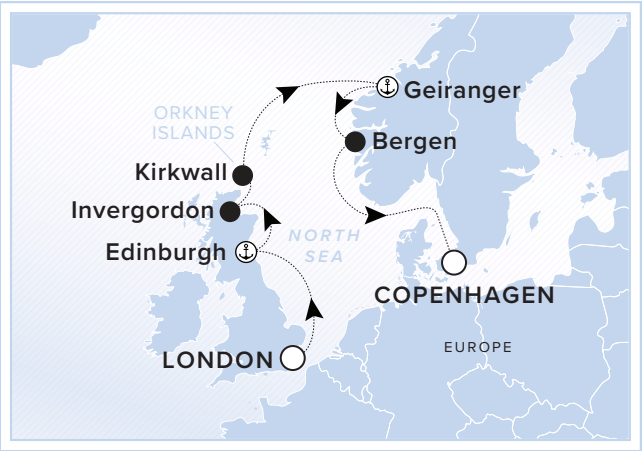 Geiranger
ORKNEY
ISLANDS
Bergen
Kirkwall
Invergordon
NORTH
SEA
Edinburgh
COPENHAGEN
EUROPE
LONDON